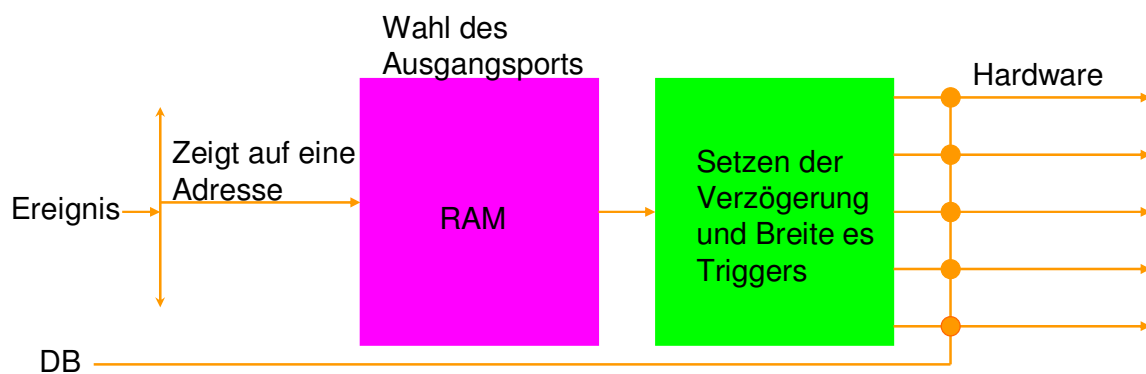 Wahl des
Ausgangsports
Hardware
Zeigt auf eine
Adresse
Ereignis
RAM
Setzen der
Verzögerung
und Breite es
Triggers
DB